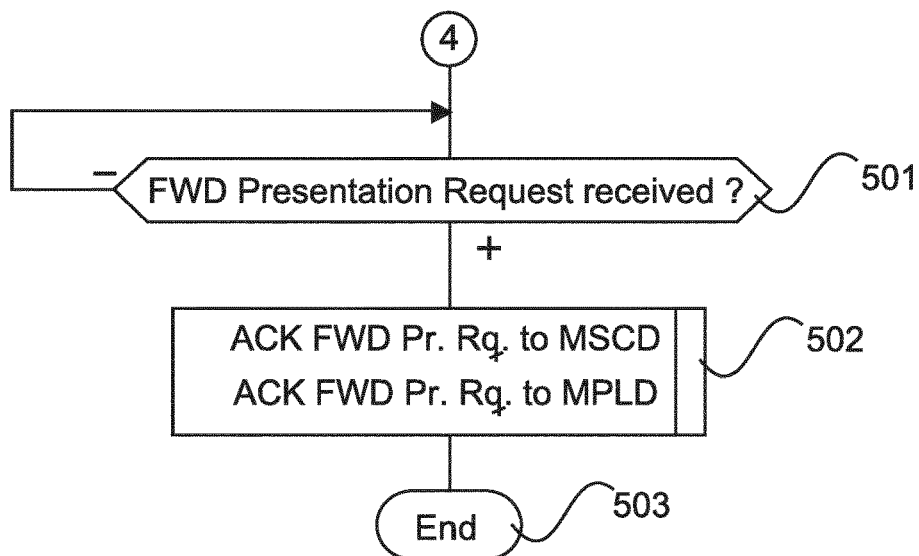 4
–
FWD Presentation Request received ?
501
+
ACK FWD Pr. Rq. to MSCD
ACK FWD Pr. Rq. to MPLD
502
End
503